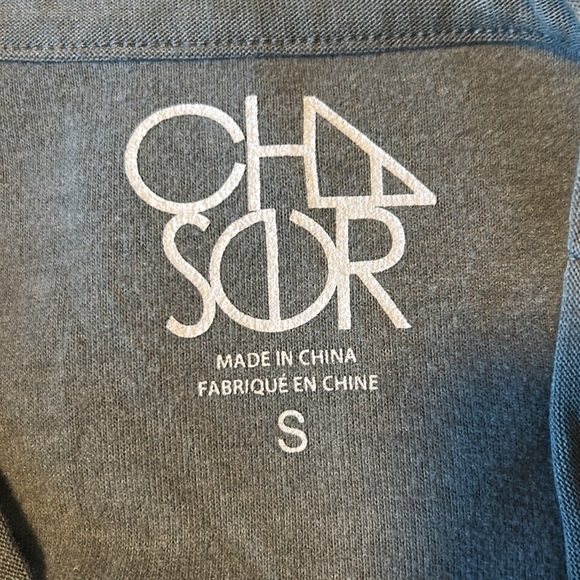 CHA
SER
MADE IN CHINA
FABRIQUÉ EN CHINE
S